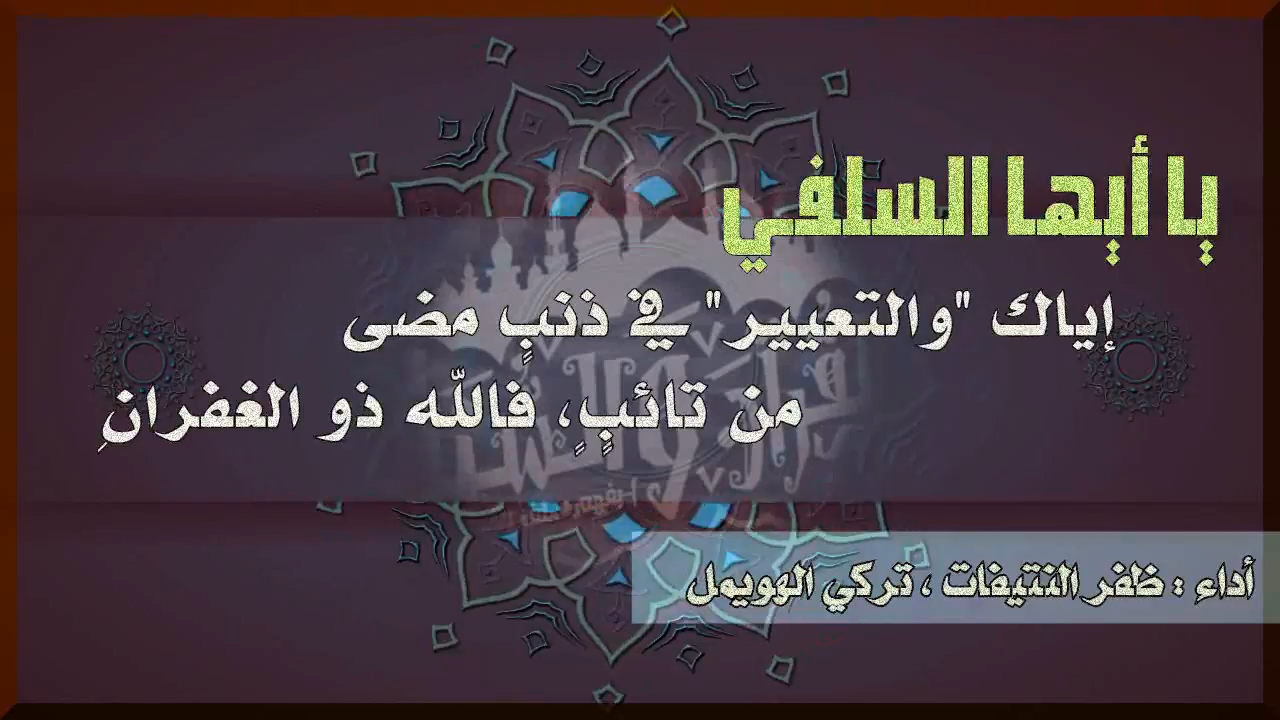 يا أيها السلفي
إياك "والتعيير" في ذنبٍ مضى
من تائبٍ، فاللّه ذو الغفرانِ
أداء : ظفر النتيفات ، تركي الهويمل